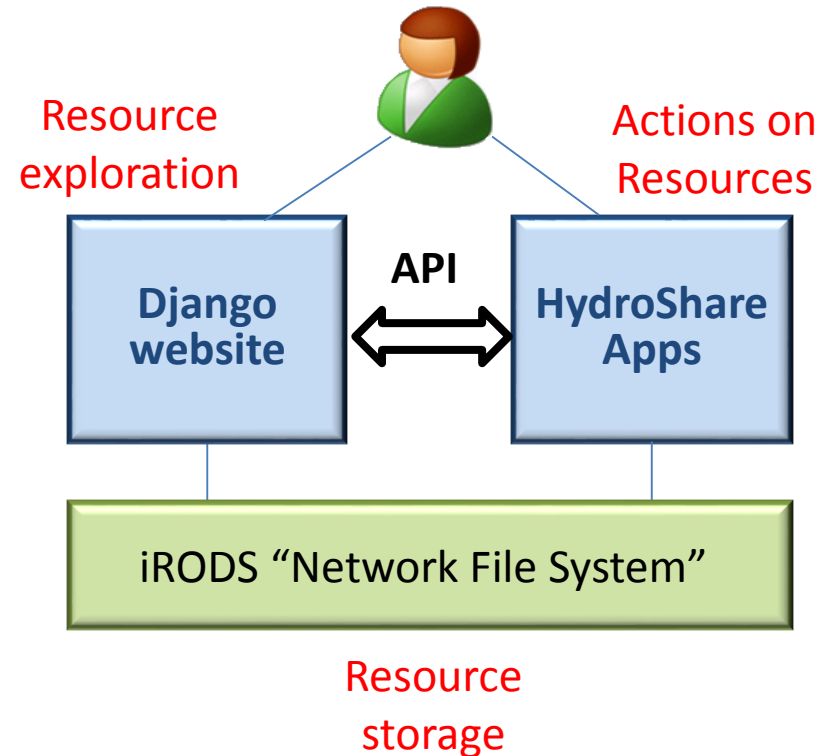 Resource
exploration
Actions on
Resources
API
Django
website
HydroShare
Apps
iRODS “Network File System”
Resource
storage